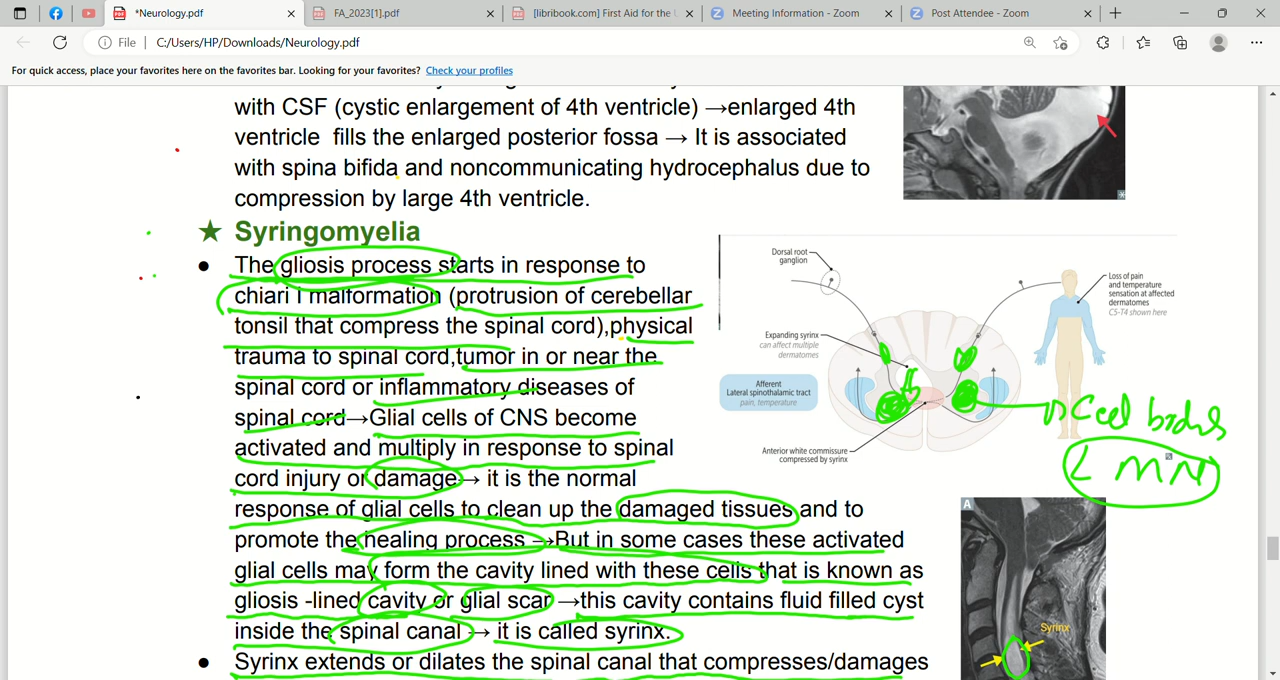 *Neurology.pdf
FA_2023[1].pdf
[libribook.com] First Aid for the U
Meeting Information - Zoom
Post Attendee - Zoom
File
C:/Users/HP/Downloads/Neurology.pdf
For quick access, place your favorites here on the favorites bar. Looking for your favorites? Check your profiles
with CSF (cystic enlargement of 4th ventricle) →enlarged 4th
ventricle fills the enlarged posterior fossa → It is associated
with spina bifida and noncommunicating hydrocephalus due to
compression by large 4th ventricle.
★ Syringomyelia
● The gliosis process starts in response to
chiari I malformation (protrusion of cerebellar
tonsil that compress the spinal cord),physical
trauma to spinal cord,tumor in or near the
spinal cord or inflammatory diseases of
spinal cord→Glial cells of CNS become
activated and multiply in response to spinal
cord injury or damage→ it is the normal
response of glial cells to clean up the damaged tissues and to
promote the healing process →But in some cases these activated
glial cells may form the cavity lined with these cells that is known as
gliosis -lined cavity or glial scar →this cavity contains fluid filled cyst
inside the spinal canal → it is called syrinx.
● Syrinx extends or dilates the spinal canal that compresses/damages
Dorsal root
ganglion
Expanding syrinx
can affect multiple
dermatomes
Afferent
Lateral spinothalamic tract
pain, temperature
Anterior white commissure
compressed by syrinx
Loss of pain
and temperature
sensation at affected
dermatomes
C5-T4 shown here
Cell bodies
LMN
A
Syrinx